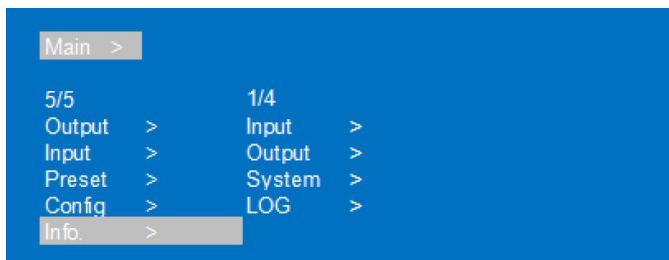 Main >
5/5 1/4
Output > Input >
Input > Output >
Preset > System >
Config > LOG >
Info. >